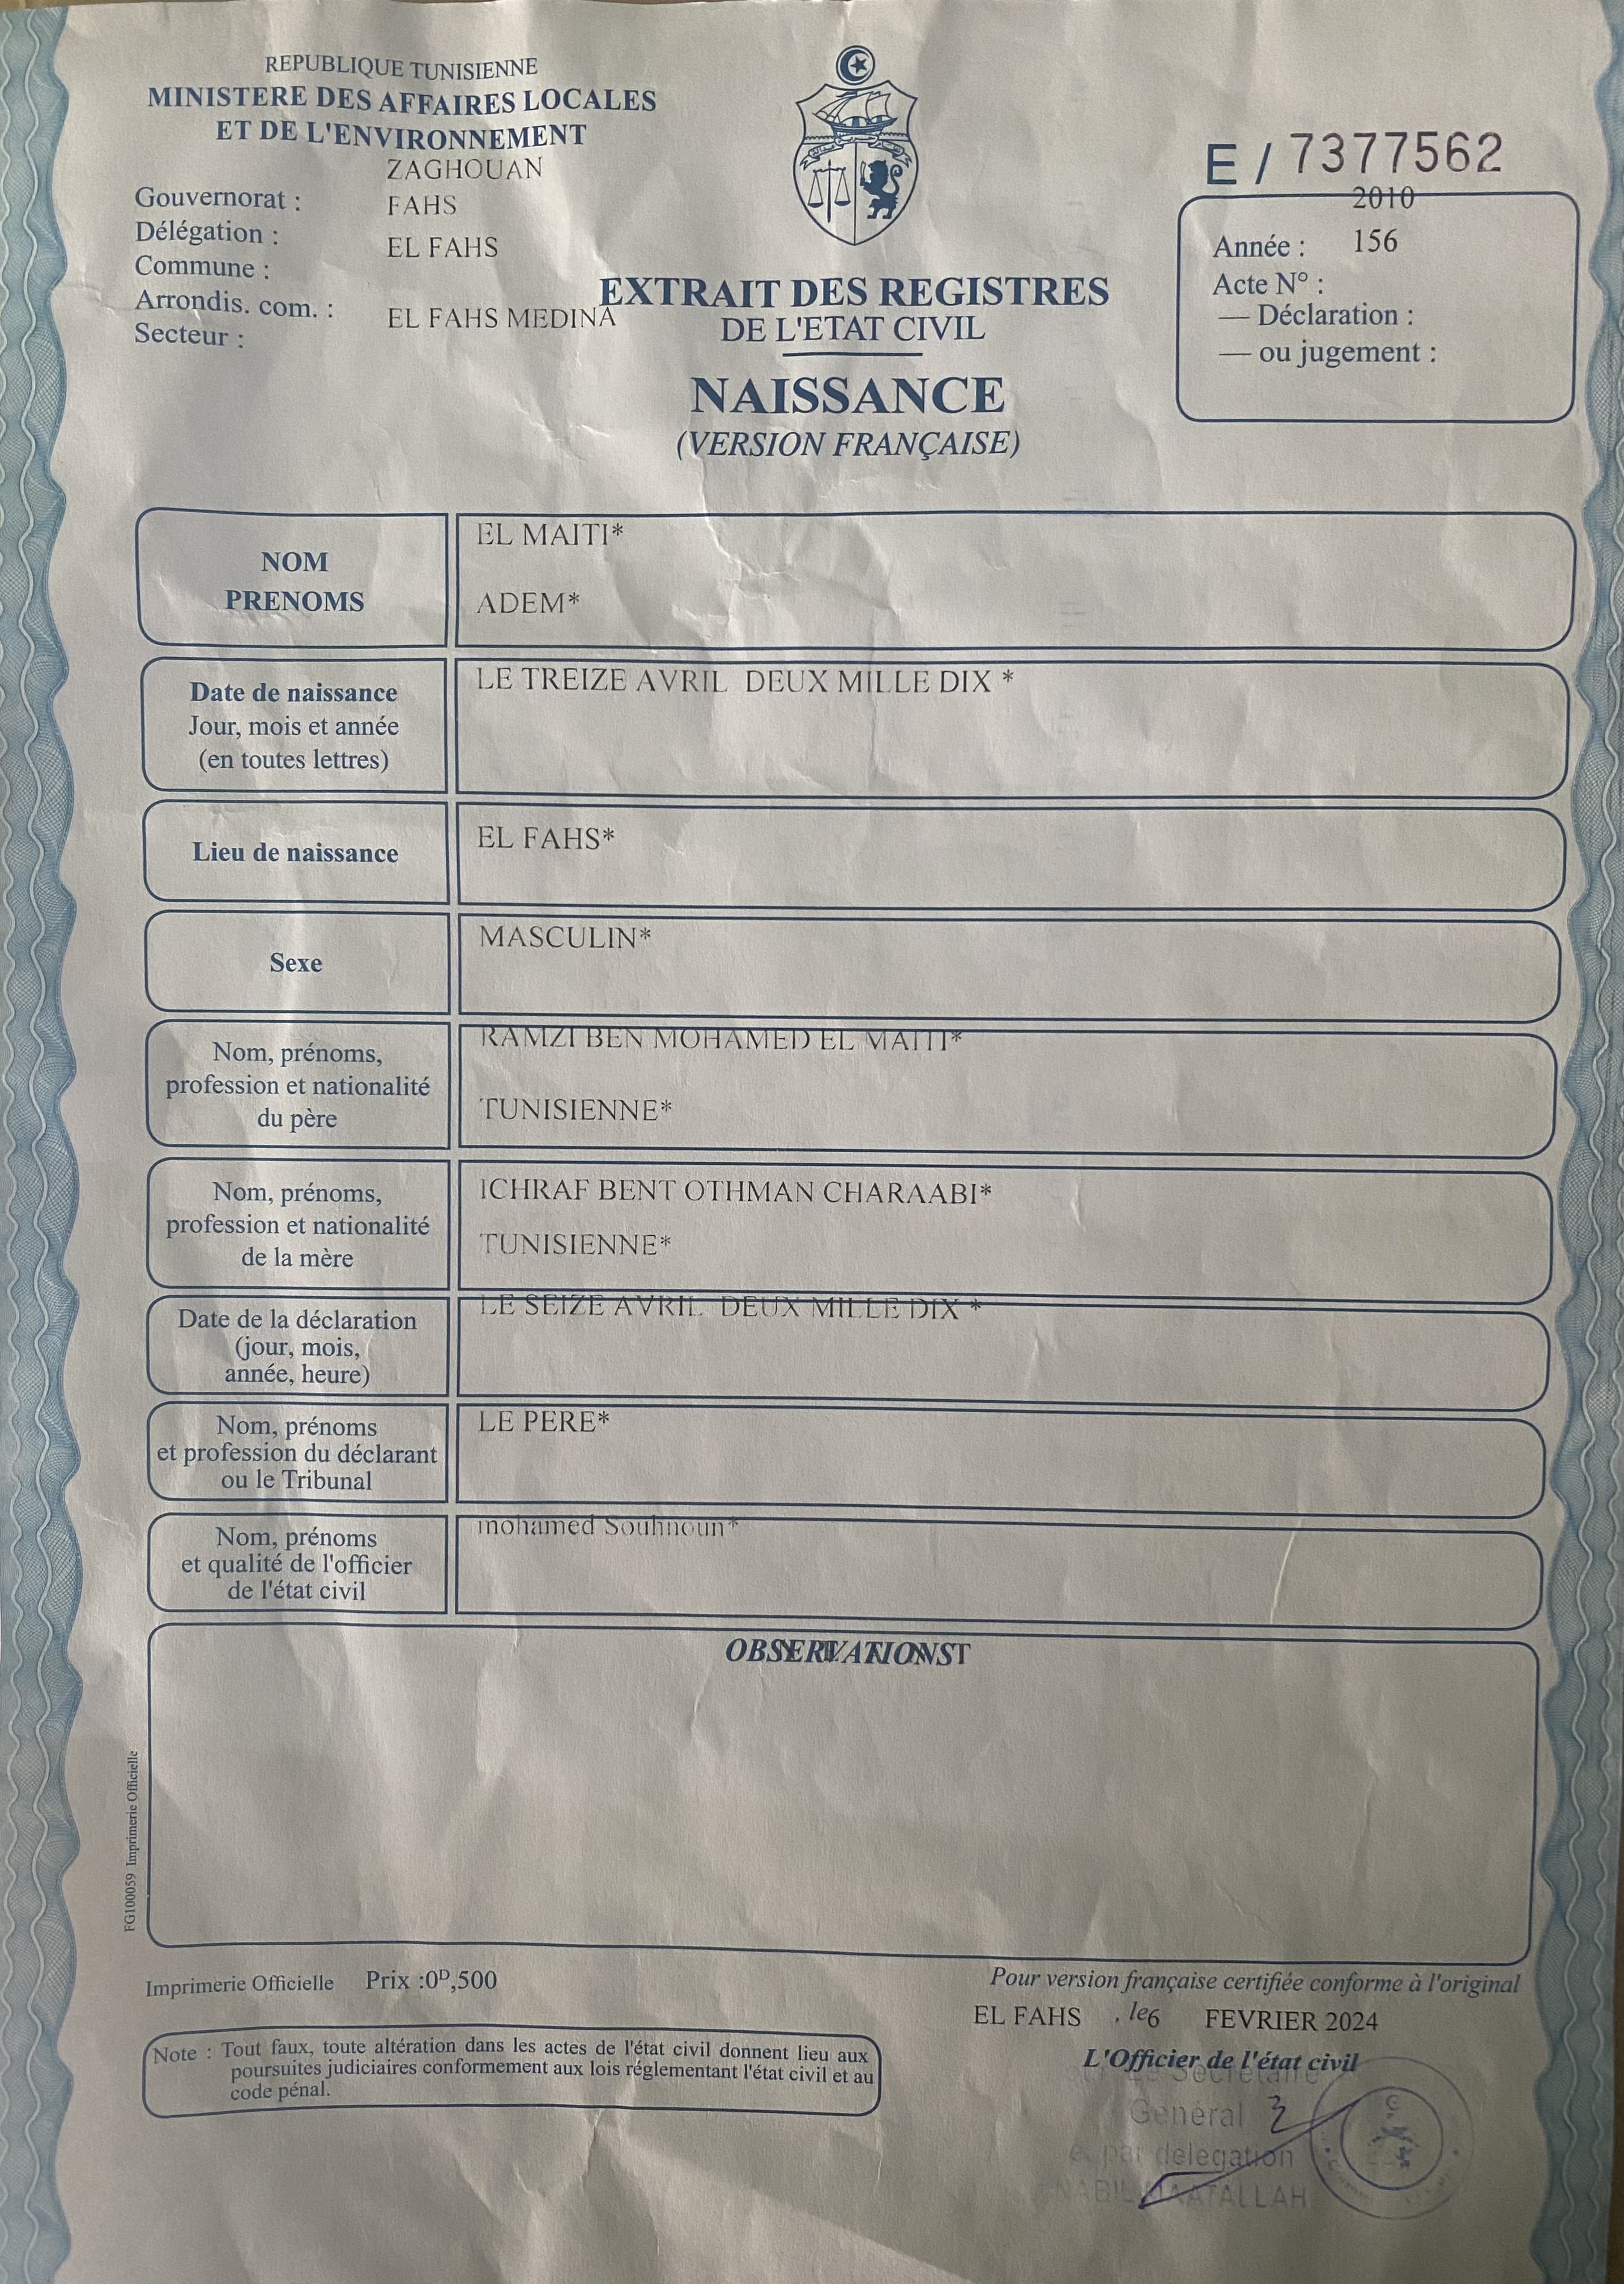 REPUBLIQUE TUNISIENNE
MINISTERE DES AFFAIRES LOCALES
ET DE L'ENVIRONNEMENT
ZAGHOUAN
Gouvernorat :
FAHS
Délégation :
EL FAHS
Commune :
Arrondis. com. :
EL FAHS MEDINA
Secteur :
E / 7377562
2010
Année : 156
Acte N° :
— Déclaration :
— ou jugement :
EXTRAIT DES REGISTRES
DE L'ETAT CIVIL
NAISSANCE
(VERSION FRANÇAISE)
NOM
PRENOMS
EL MAITI*
ADEM*
Date de naissance
Jour, mois et année
(en toutes lettres)
LE TREIZE AVRIL DEUX MILLE DIX *
Lieu de naissance
EL FAHS*
Sexe
MASCULIN*
Nom, prénoms,
profession et nationalité
du père
RAMZI BEN MOHAMED EL MAITI*
TUNISIENNE*
Nom, prénoms,
profession et nationalité
de la mère
ICHRAF BENT OTHMAN CHARAABI*
TUNISIENNE*
Date de la déclaration
(jour, mois,
année, heure)
LE SEIZE AVRIL DEUX MILLE DIX *
Nom, prénoms
et profession du déclarant
ou le Tribunal
LE PERE*
Nom, prénoms
et qualité de l'officier
de l'état civil
mohamed Souhnoun*
OBSERVATIONS
FG100059 Imprimerie Officielle
Imprimerie Officielle Prix :0ᴰ,500
Note : Tout faux, toute altération dans les actes de l'état civil donnent lieu aux
poursuites judiciaires conformement aux lois réglementant l'état civil et au
code pénal.
Pour version française certifiée conforme à l'original
EL FAHS , le 6 FEVRIER 2024
L'Officier de l'état civil
Le Secrétaire
Général
par delegation
NABIL MAATALLAH